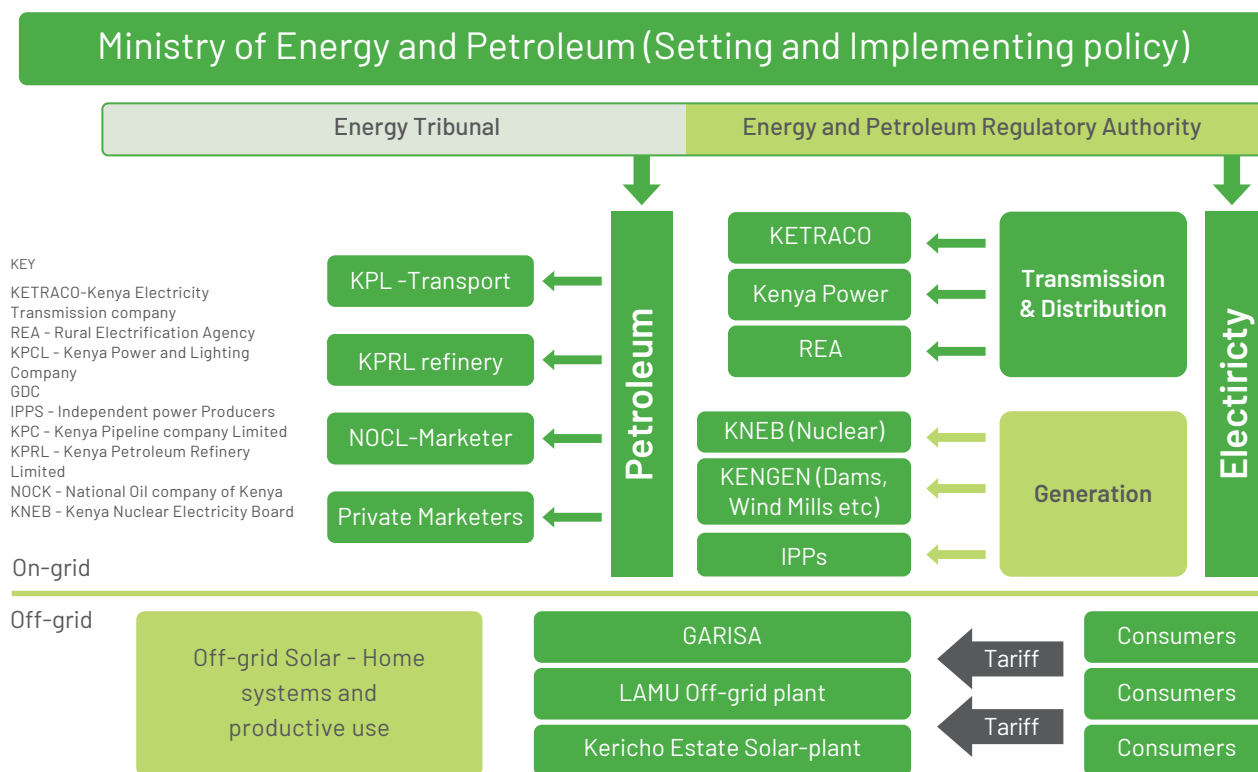 Ministry of Energy and Petroleum (Setting and Implementing policy)
Energy Tribunal
Energy and Petroleum Regulatory Authority
KEY
KETRACO-Kenya Electricity
Transmission company
REA - Rural Electrification Agency
KPCL - Kenya Power and Lighting
Company
GDC
IPPS - Independent power Producers
KPC - Kenya Pipeline company Limited
KPRL - Kenya Petroleum Refinery
Limited
NOCK - National Oil company of Kenya
KNEB - Kenya Nuclear Electricity Board
KPL -Transport
KPRL refinery
NOCL-Marketer
Private Marketers
Petroleum
KETRACO
Kenya Power
REA
Transmission
& Distribution
KNEB (Nuclear)
KENGEN (Dams,
Wind Mills etc)
IPPs
Generation
Electiricty
On-grid
Off-grid
Off-grid Solar - Home
systems and
productive use
GARISA
LAMU Off-grid plant
Kericho Estate Solar-plant
Tariff
Tariff
Consumers
Consumers
Consumers